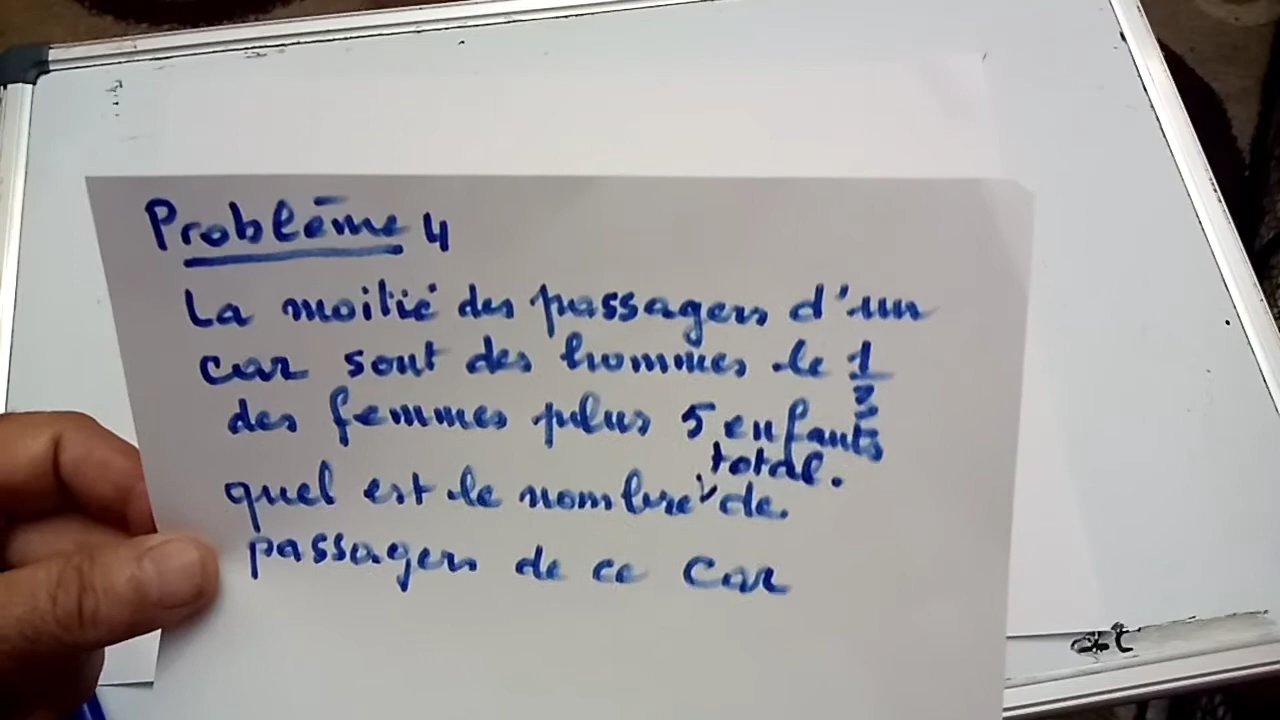 Problème 4
La moitié des passagers d'un
car sont des hommes le 1/3
des femmes plus 5 enfants
total.
quel est le nombre de.
passagers de ce car